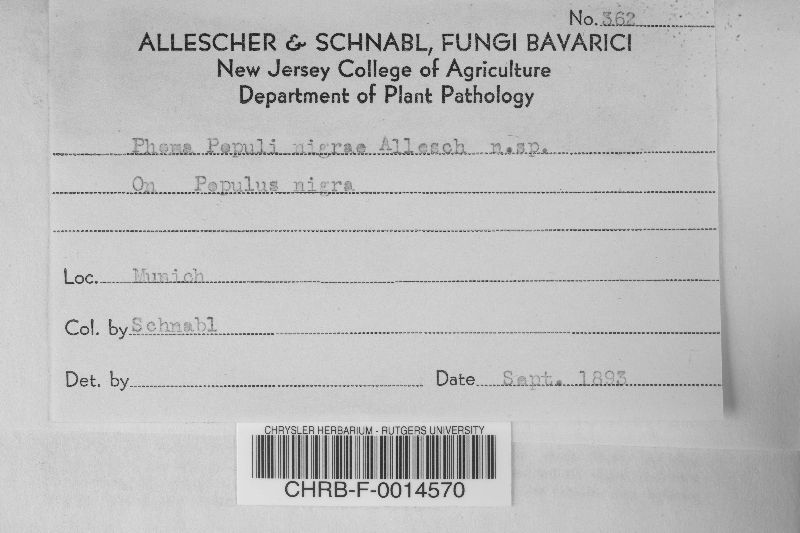 No. 362
ALLESCHER & SCHNABL, FUNGI BAVARICI
New Jersey College of Agriculture
Department of Plant Pathology
Phoma Populi nigrae Allesch n.sp.
On Populus nigra
Loc. Munich
Col. by Schnabl
Det. by Date Sept. 1893
CHRYSLER HERBARIUM - RUTGERS UNIVERSITY
CHRB-F-0014570